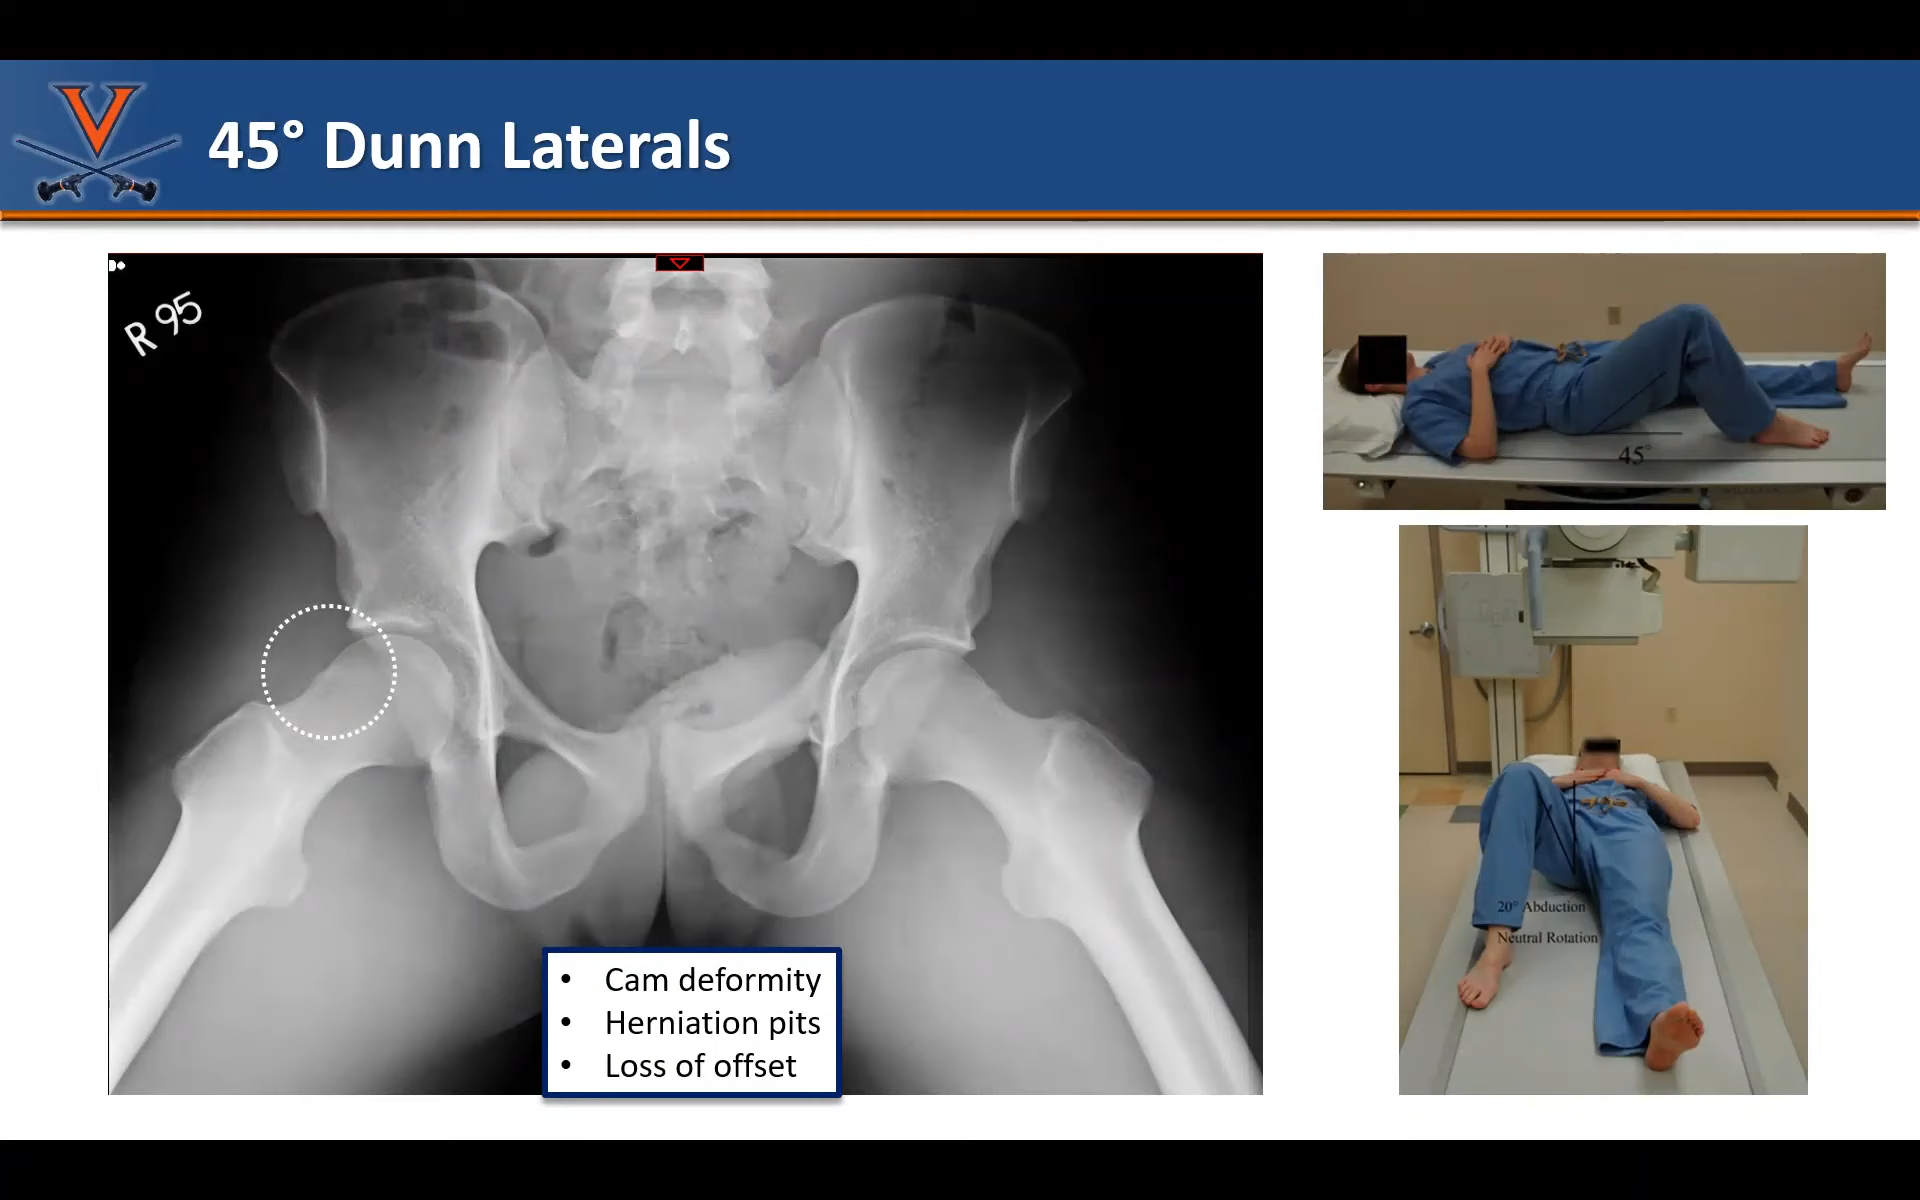 45° Dunn Laterals
R 95
45°
20° Abduction
Neutral Rotation
• Cam deformity
• Herniation pits
• Loss of offset